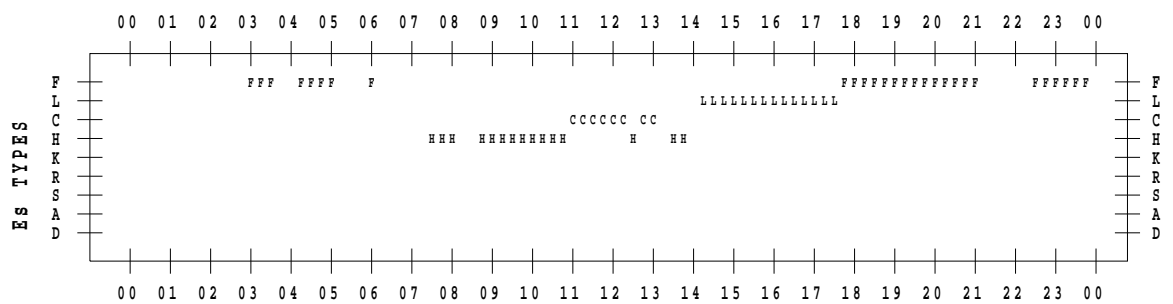 00 01 02 03 04 05 06 07 08 09 10 11 12 13 14 15 16 17 18 19 20 21 22 23 00
F FFF FFFF F FFFFFFFFFFFFFF FFFFFF F
L LLLLLLLLLLLLLL L
C CCCCCC CC C
H HHH HHHHHHHHH H HH H
K K
R R
S S
A A
D D
Es TYPES
00 01 02 03 04 05 06 07 08 09 10 11 12 13 14 15 16 17 18 19 20 21 22 23 00